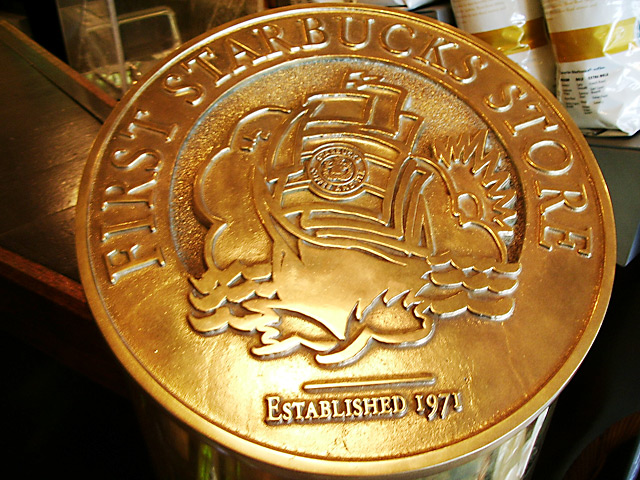 FIRST STARBUCKS STORE
ESTABLISHED 1971